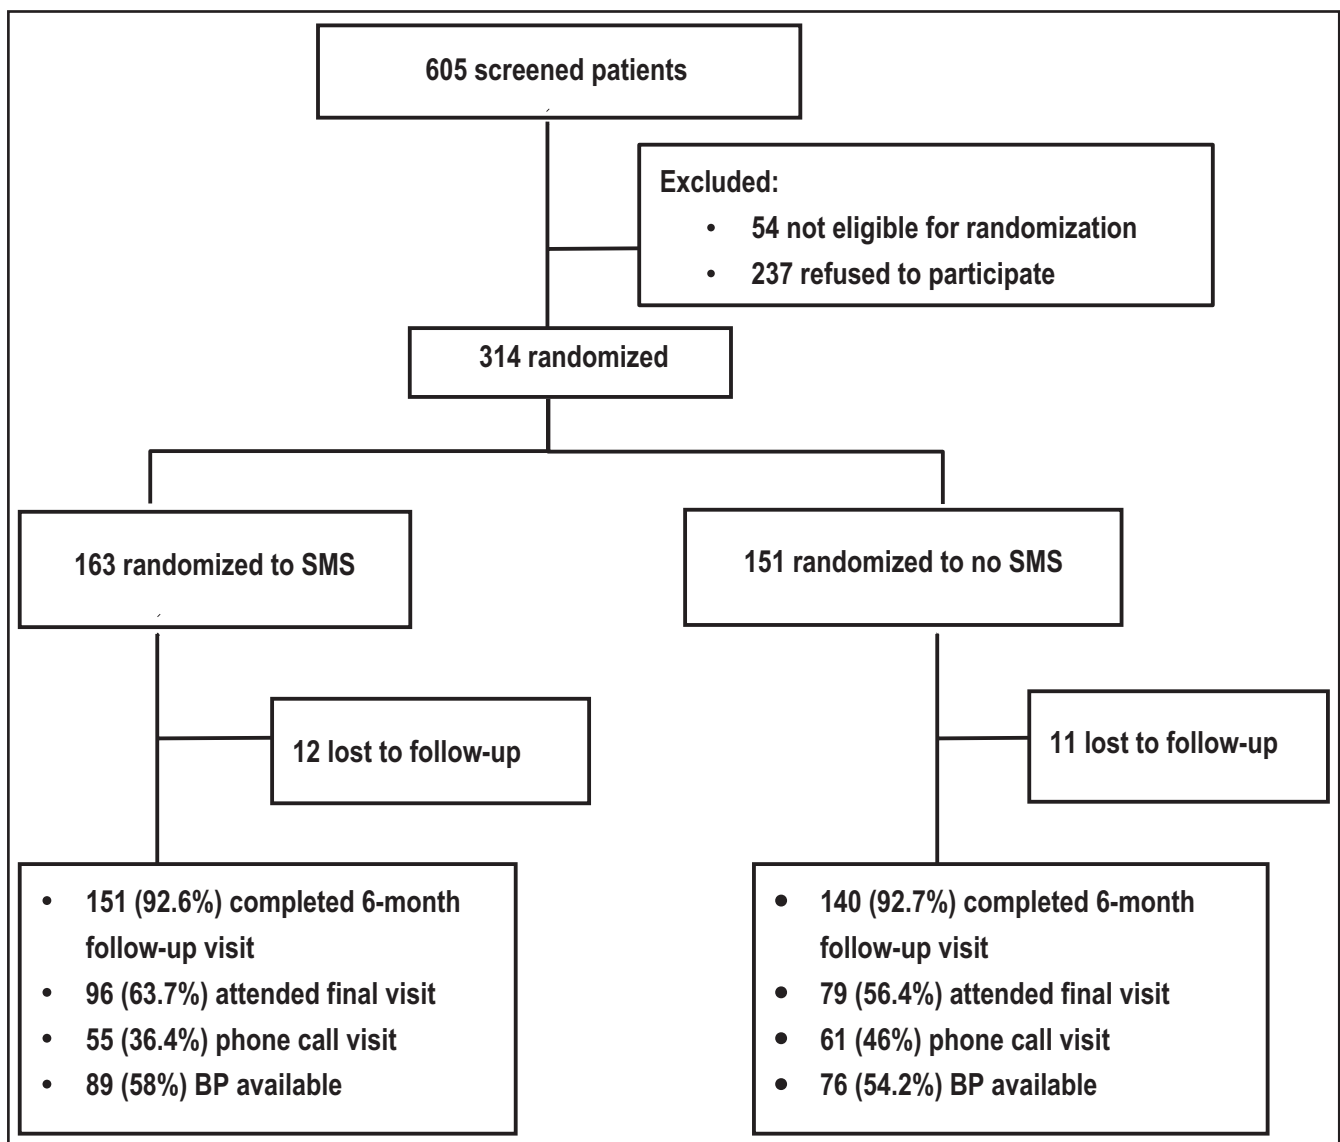 605 screened patients
Excluded:
• 54 not eligible for randomization
• 237 refused to participate
314 randomized
163 randomized to SMS
151 randomized to no SMS
12 lost to follow-up
11 lost to follow-up
• 151 (92.6%) completed 6-month
follow-up visit
• 96 (63.7%) attended final visit
• 55 (36.4%) phone call visit
• 89 (58%) BP available
• 140 (92.7%) completed 6-month
follow-up visit
• 79 (56.4%) attended final visit
• 61 (46%) phone call visit
• 76 (54.2%) BP available